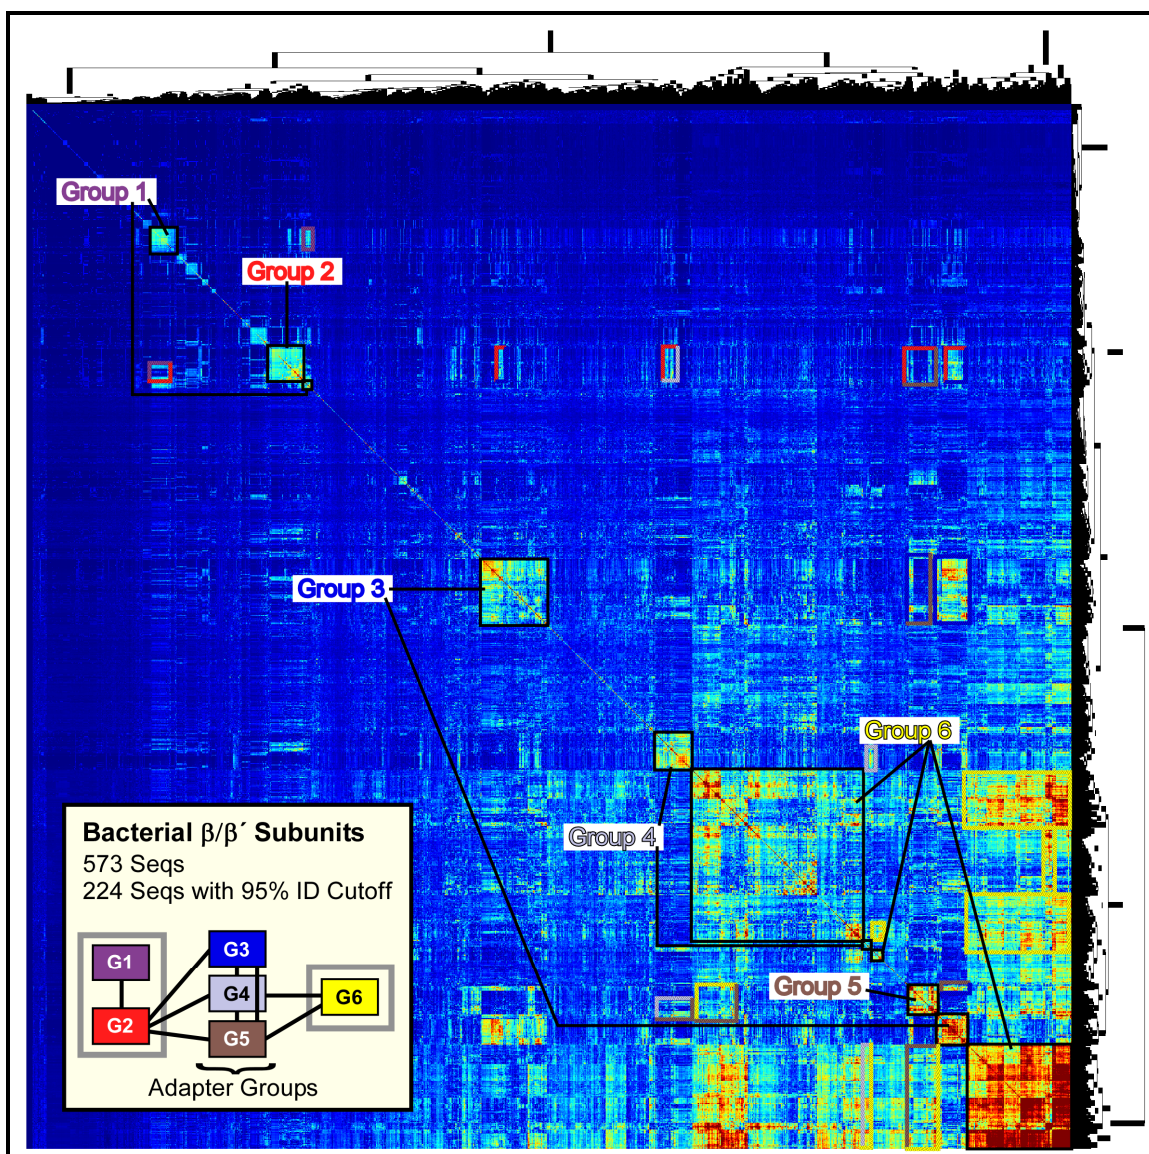 Group 1
Group 2
Group 3
Group 6
Group 4
Group 5
Bacterial β/β´ Subunits
573 Seqs
224 Seqs with 95% ID Cutoff
G1
G2
G3
G4
G5
G6
Adapter Groups